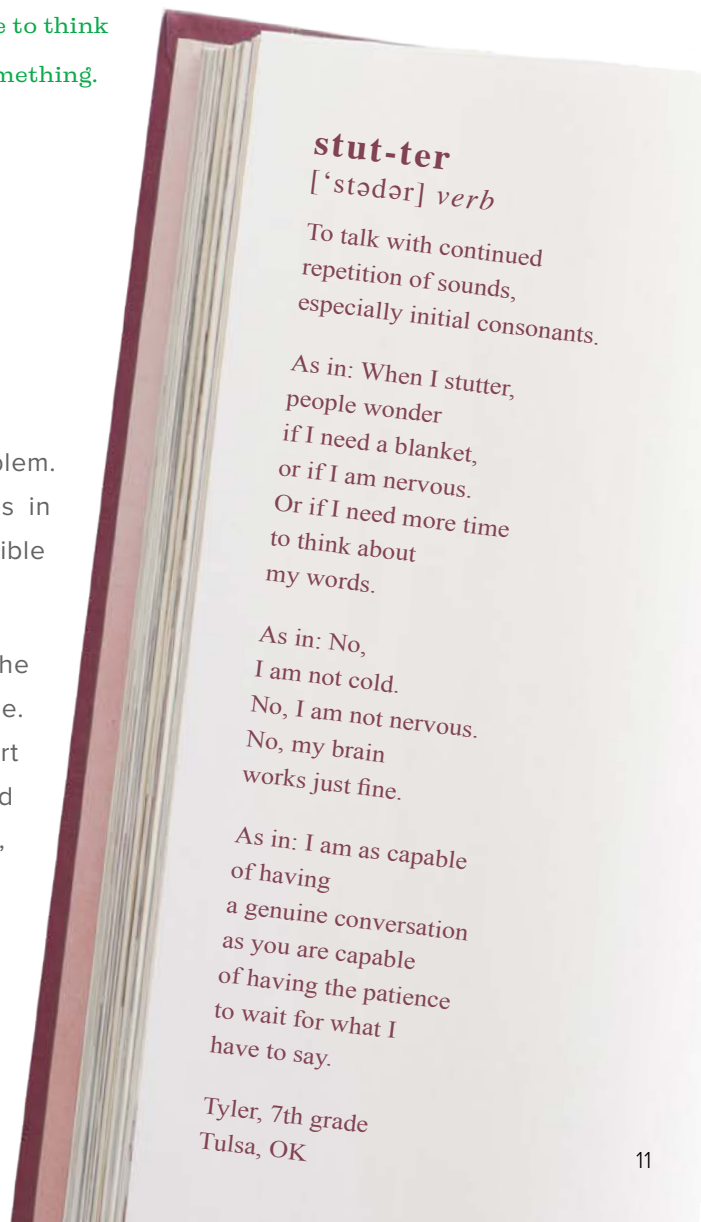 e to think
mething.
stut-ter
[‘stədər] verb
To talk with continued
repetition of sounds,
especially initial consonants.
As in: When I stutter,
people wonder
if I need a blanket,
or if I am nervous.
Or if I need more time
to think about
my words.
As in: No,
I am not cold.
No, I am not nervous.
No, my brain
works just fine.
As in: I am as capable
of having
a genuine conversation
as you are capable
of having the patience
to wait for what I
have to say.
Tyler, 7th grade
Tulsa, OK
blem.
s in
ible
he
e.
rt
d
,
11